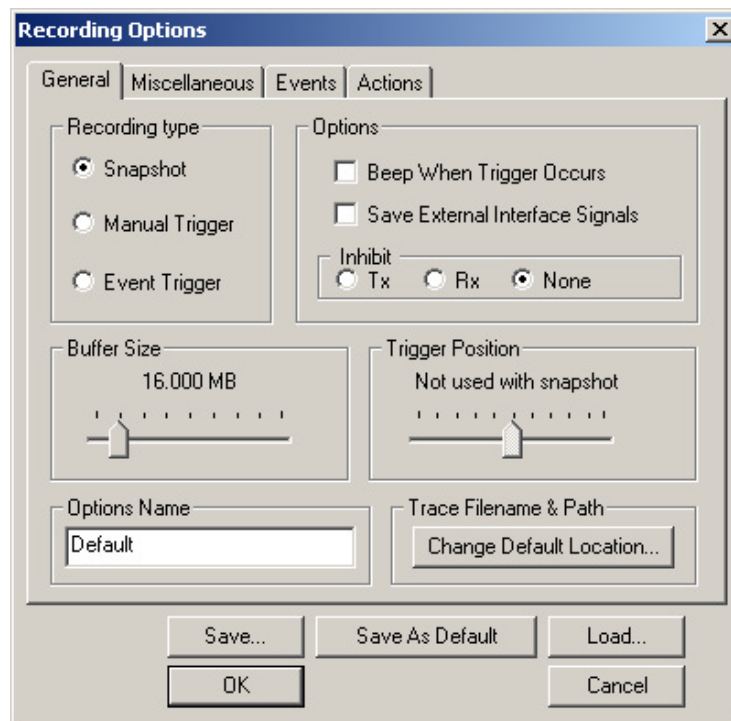 Recording Options
General Miscellaneous Events Actions
Recording type
Snapshot
Manual Trigger
Event Trigger
Options
Beep When Trigger Occurs
Save External Interface Signals
Inhibit
Tx Rx None
Buffer Size
16.000 MB
Trigger Position
Not used with snapshot
Options Name
Default
Trace Filename & Path
Change Default Location...
Save... Save As Default Load...
OK Cancel